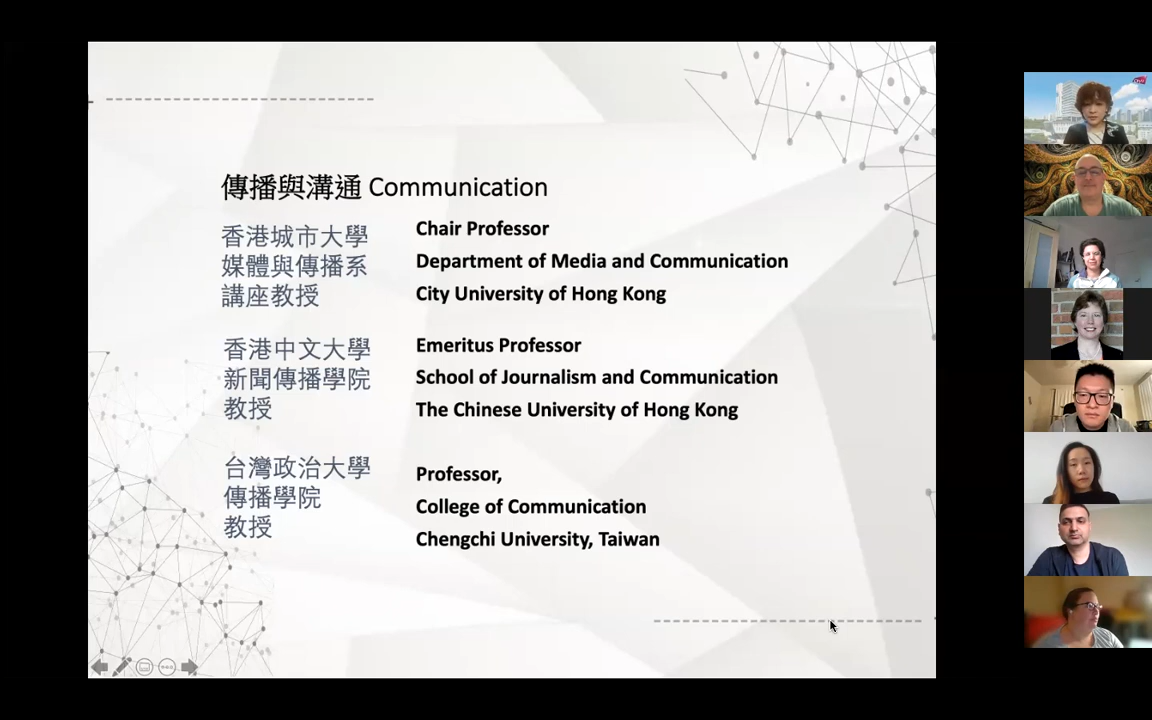 傳播與溝通 Communication
香港城市大學
媒體與傳播系
講座教授
Chair Professor
Department of Media and Communication
City University of Hong Kong
香港中文大學
新聞傳播學院
教授
Emeritus Professor
School of Journalism and Communication
The Chinese University of Hong Kong
台灣政治大學
傳播學院
教授
Professor,
College of Communication
Chengchi University, Taiwan